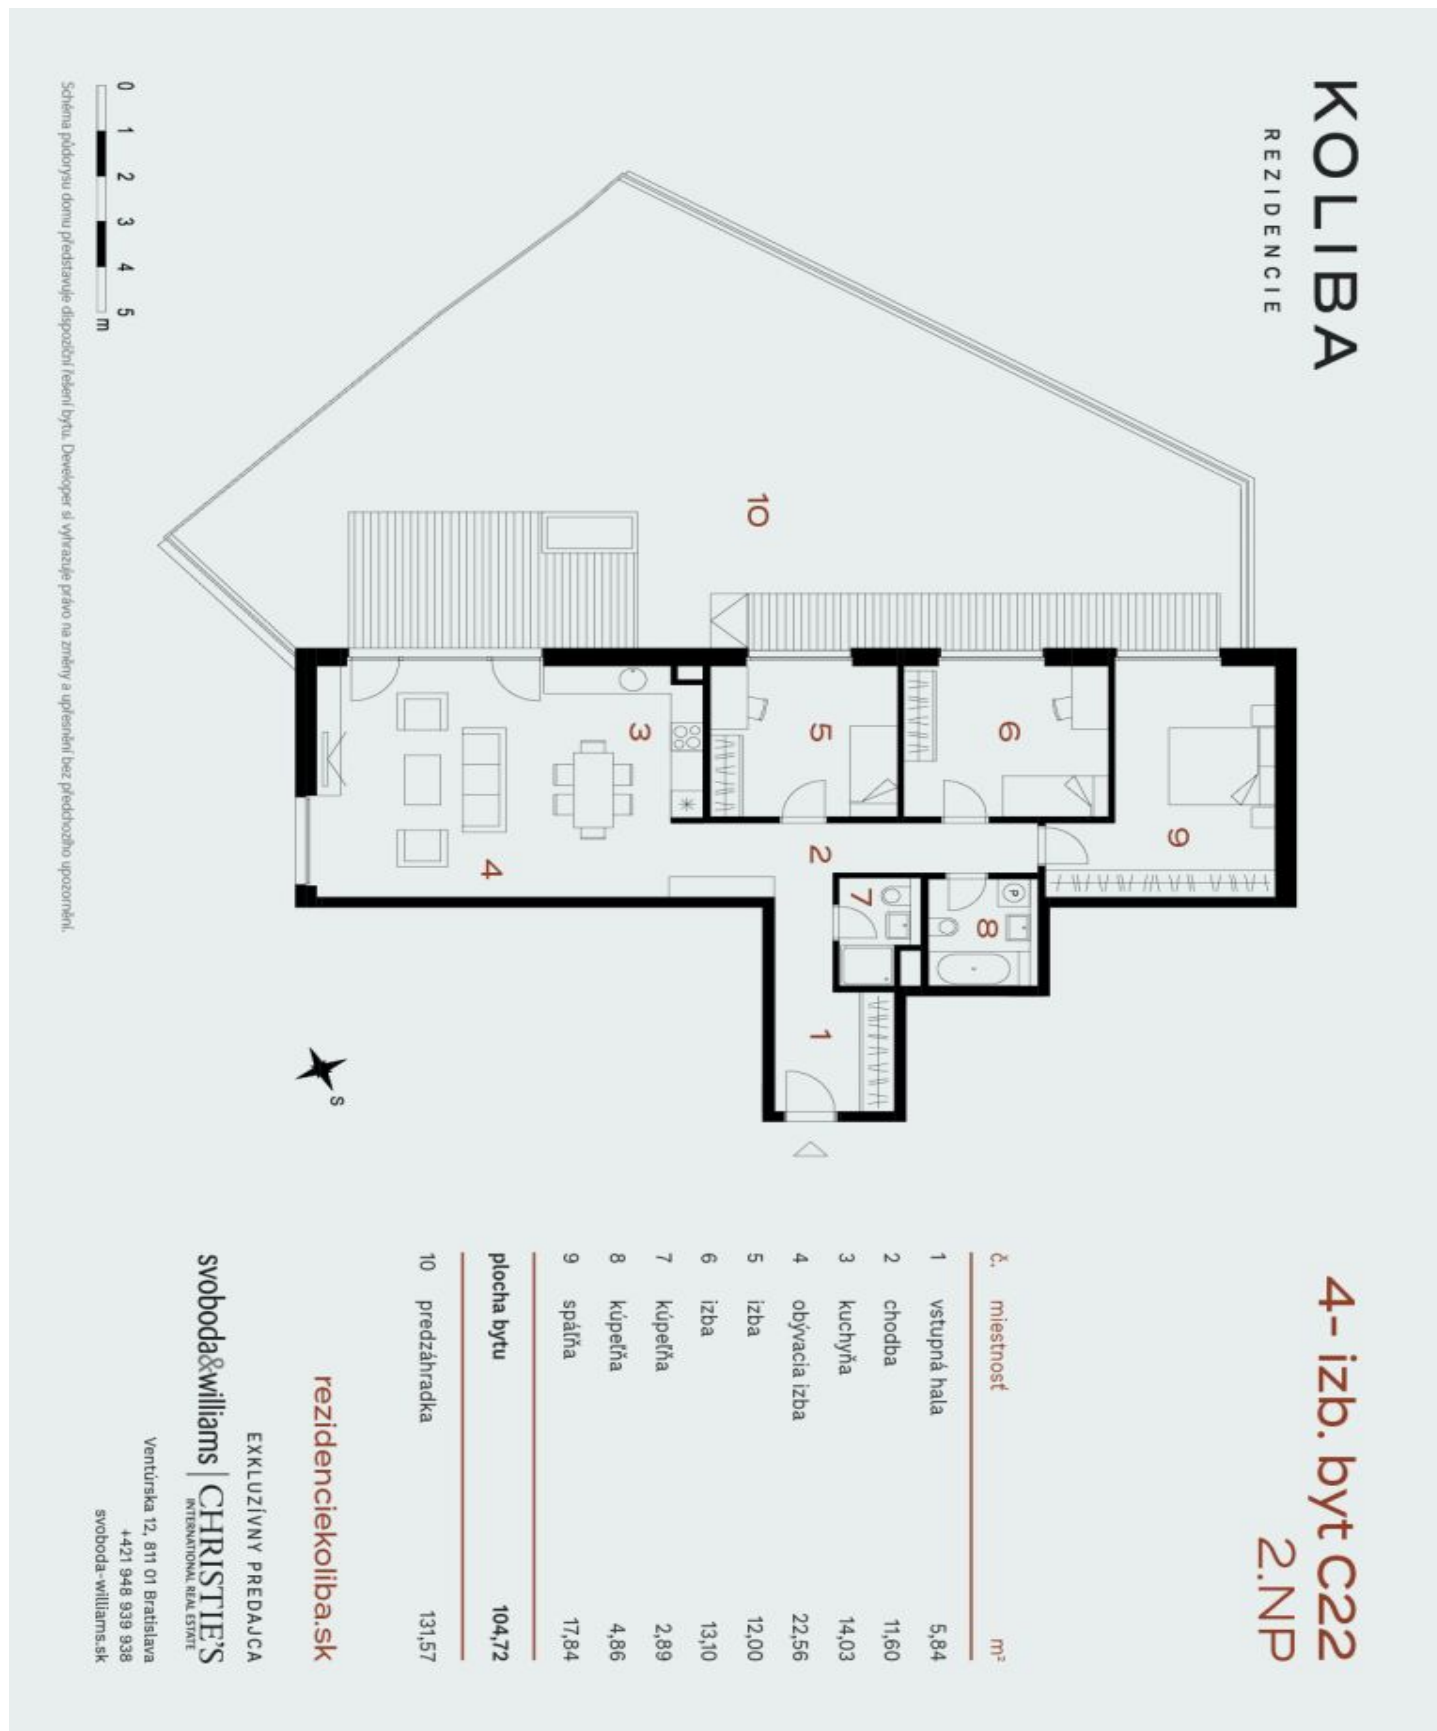 KOLIBA
REZIDENCIE
4- izb. byt C22
2.NP
10
3
5
6
9
4
2
7
8
P
1
S
č. miestnosť m²
1 vstupná hala 5,84
2 chodba 11,60
3 kuchyňa 14,03
4 obývacia izba 22,56
5 izba 12,00
6 izba 13,10
7 kúpeľňa 2,89
8 kúpeľňa 4,86
9 spáľňa 17,84
plocha bytu 104,72
10 predzáhradka 131,57
rezidenciekoliba.sk
EXKLUZÍVNY PREDAJCA
svoboda&williams | CHRISTIE'S
INTERNATIONAL REAL ESTATE
Ventúrska 12, 811 01 Bratislava
+421 948 939 938
svoboda-williams.sk
0 1 2 3 4 5 m
Schéma půdorysu domu představuje dispoziční řešení bytu. Developer si vyhrazuje právo na změny a upřesnění bez předchozího upozornění.